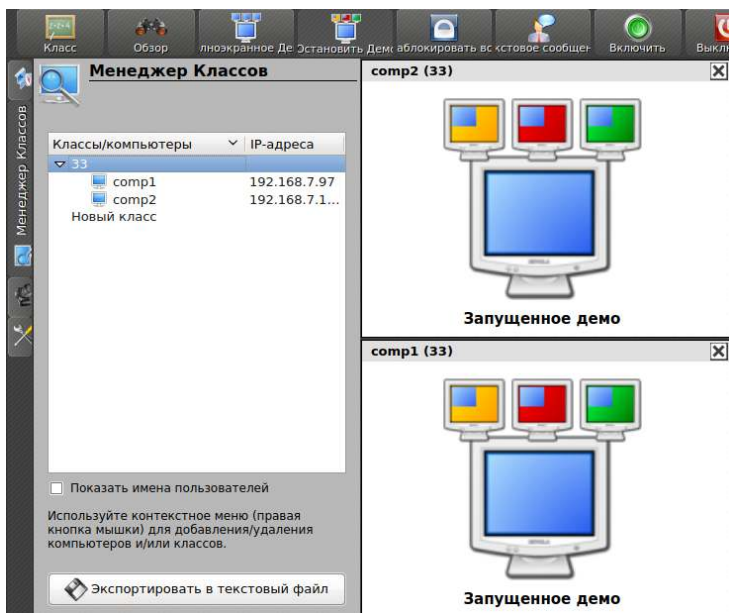 Класс
Обзор
лноэкранное Де
Остановить Демо
аблокировать вс
кстовое сообщен
Включить
Выкл
Менеджер Классов
Менеджер Классов
Классы/компьютеры
IP-адреса
33
comp1
192.168.7.97
comp2
192.168.7.1...
Новый класс
Показать имена пользователей
Используйте контекстное меню (правая
кнопка мышки) для добавления/удаления
компьютеров и/или классов.
Экспортировать в текстовый файл
comp2 (33)
Запущенное демо
comp1 (33)
Запущенное демо